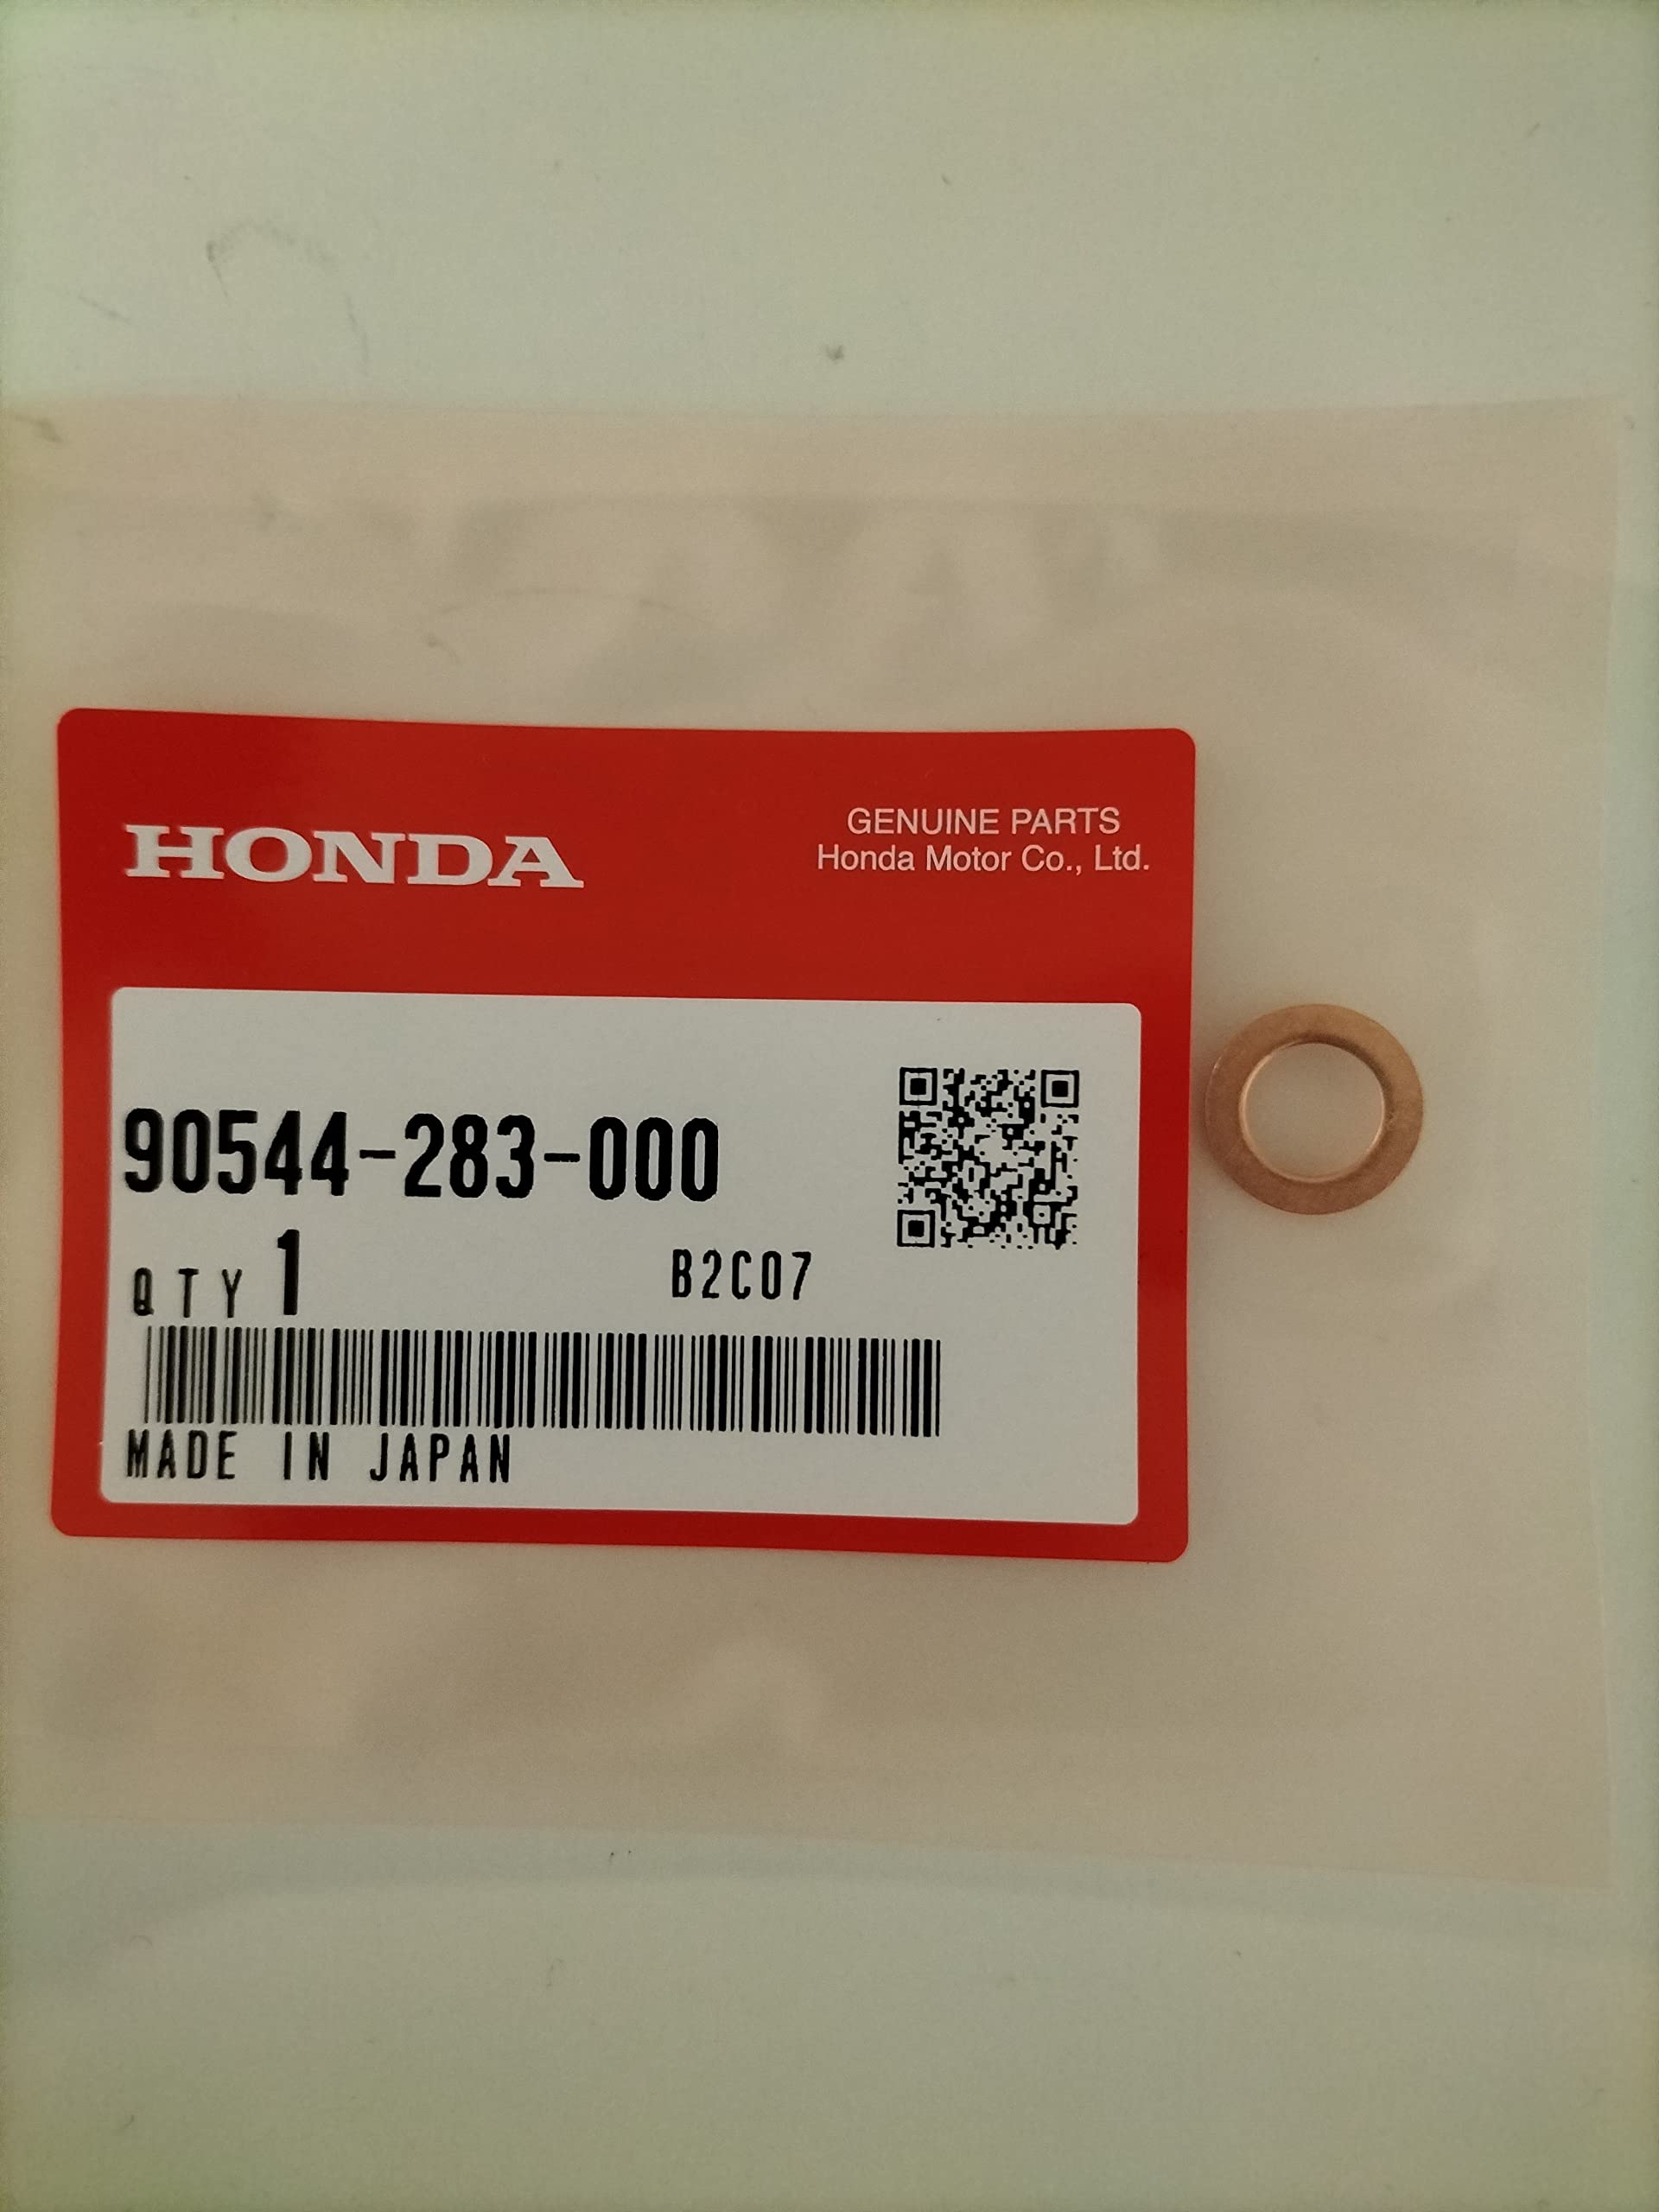 HONDA
GENUINE PARTS
Honda Motor Co., Ltd.
90544-283-000
QTY 1
B2C07
MADE IN JAPAN